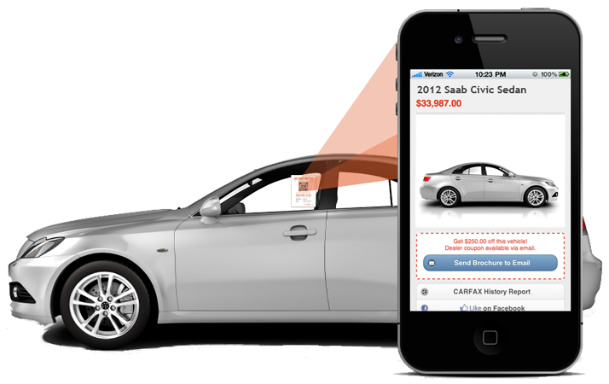 Verizon 10:23 PM 100%
2012 Saab Civic Sedan
$33,987.00
Get $250.00 off this vehicle!
Dealer coupon available via email.
Send Brochure to Email
CARFAX History Report
Like on Facebook